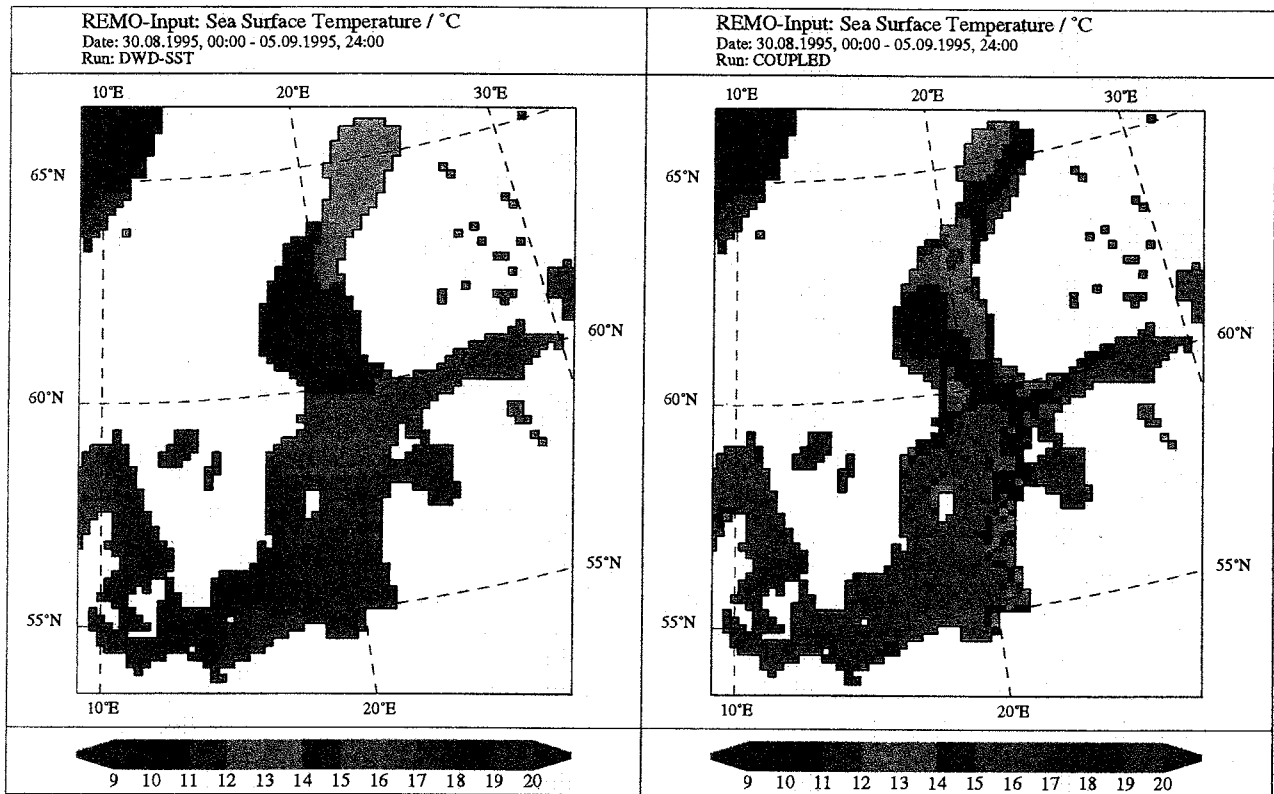 REMO-Input: Sea Surface Temperature / °C
Date: 30.08.1995, 00:00 - 05.09.1995, 24:00
Run: DWD-SST
10°E 20°E 30°E
65°N
60°N
60°N
55°N
55°N
10°E 20°E
9 10 11 12 13 14 15 16 17 18 19 20
REMO-Input: Sea Surface Temperature / °C
Date: 30.08.1995, 00:00 - 05.09.1995, 24:00
Run: COUPLED
10°E 20°E 30°E
65°N
60°N
60°N
55°N
55°N
10°E 20°E
9 10 11 12 13 14 15 16 17 18 19 20